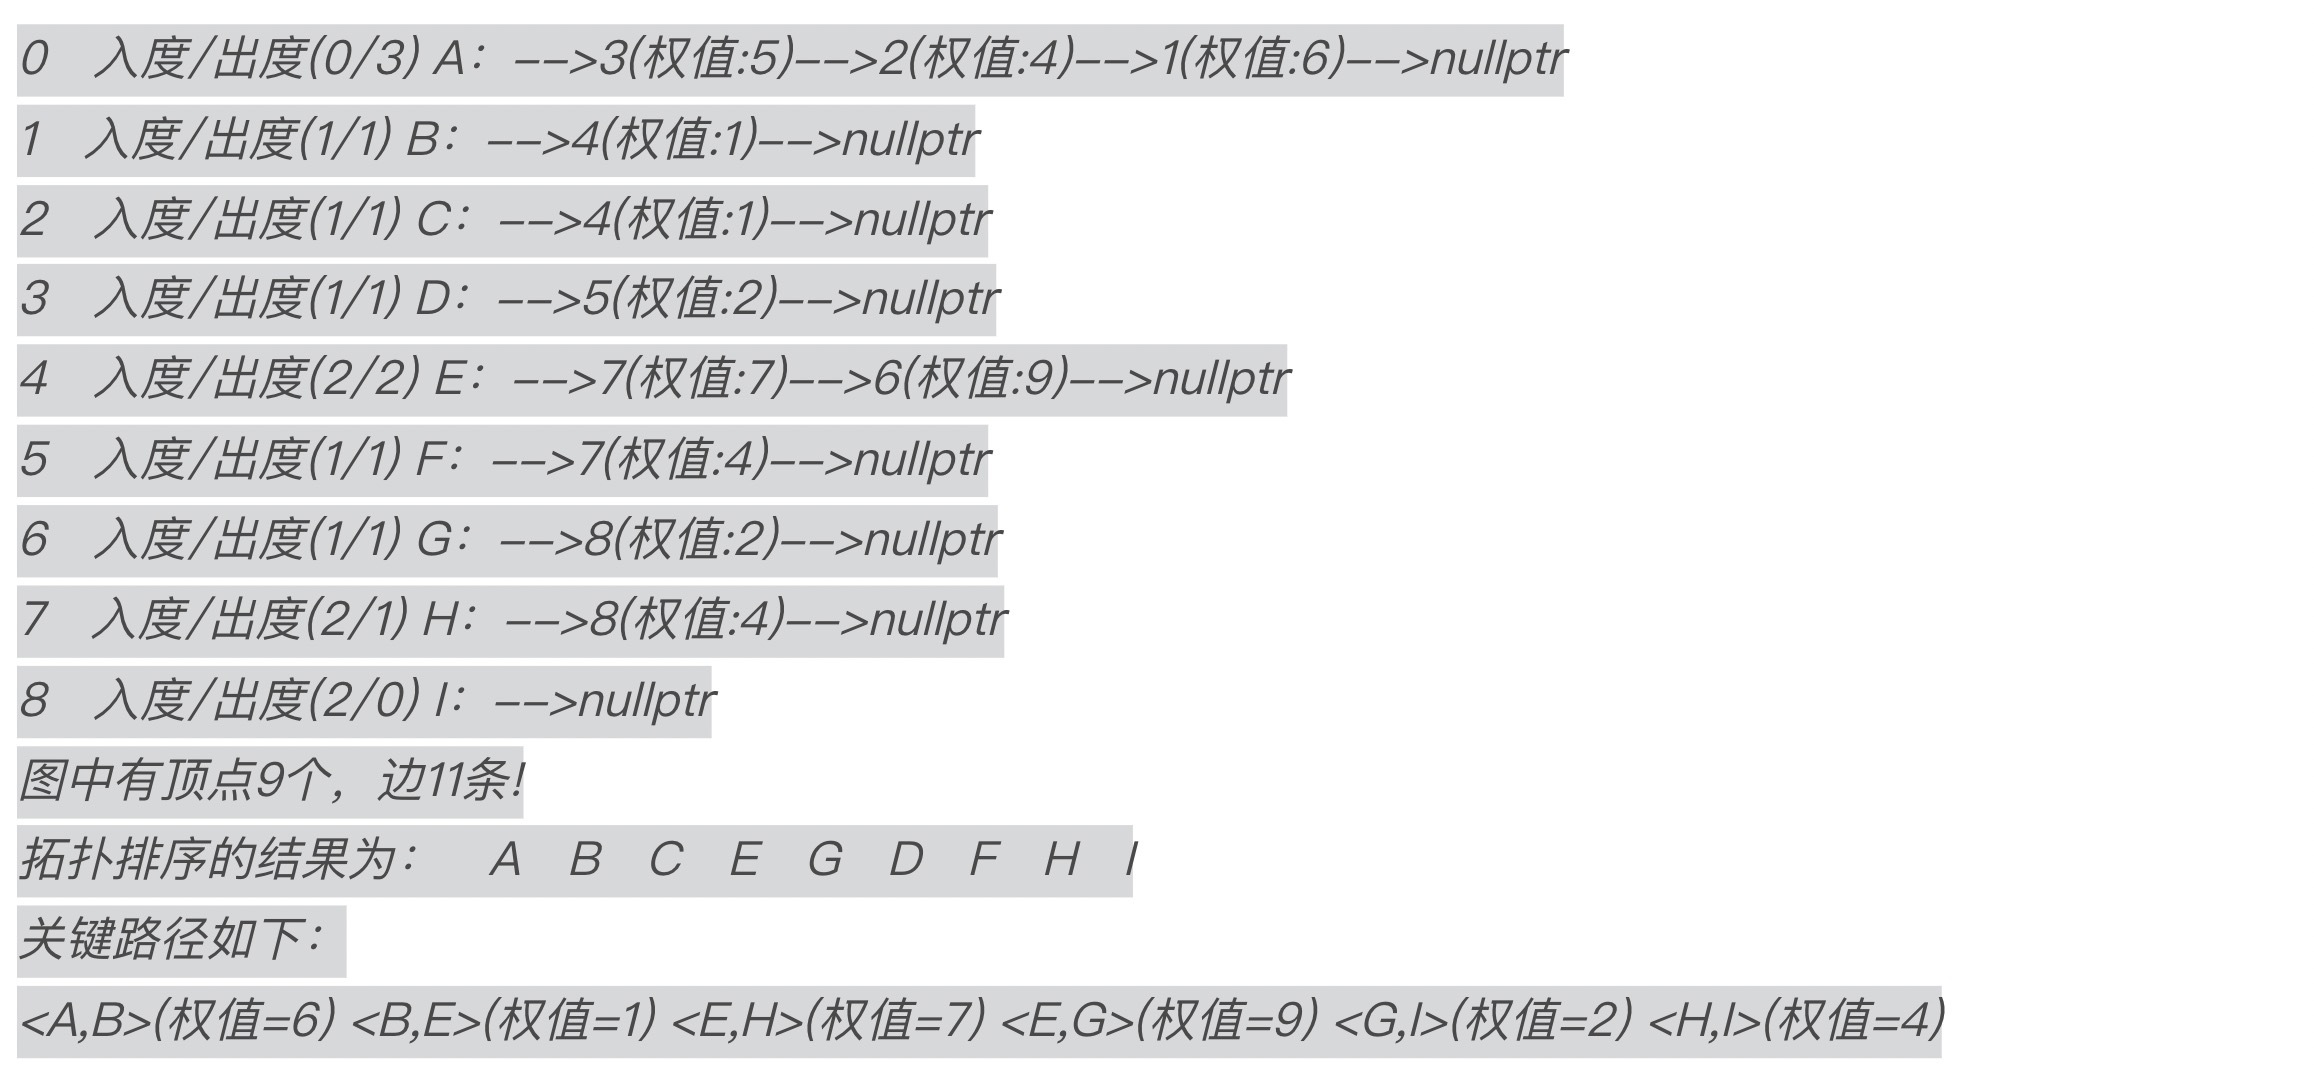 0 入度/出度(0/3) A：-->3(权值:5)-->2(权值:4)-->1(权值:6)-->nullptr
1 入度/出度(1/1) B：-->4(权值:1)-->nullptr
2 入度/出度(1/1) C：-->4(权值:1)-->nullptr
3 入度/出度(1/1) D：-->5(权值:2)-->nullptr
4 入度/出度(2/2) E：-->7(权值:7)-->6(权值:9)-->nullptr
5 入度/出度(1/1) F：-->7(权值:4)-->nullptr
6 入度/出度(1/1) G：-->8(权值:2)-->nullptr
7 入度/出度(2/1) H：-->8(权值:4)-->nullptr
8 入度/出度(2/0) I：-->nullptr
图中有顶点9个，边11条!
拓扑排序的结果为： A B C E G D F H I
关键路径如下：
<A,B>(权值=6) <B,E>(权值=1) <E,H>(权值=7) <E,G>(权值=9) <G,I>(权值=2) <H,I>(权值=4)